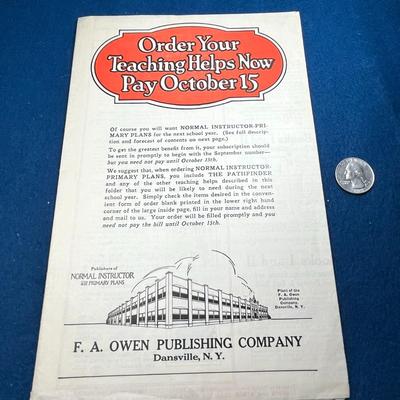 Order Your
Teaching Helps Now
Pay October 15
Of course you will want NORMAL INSTRUCTOR-PRI-
MARY PLANS for the next school year. (See full descrip-
tion and forecast of contents on next page.)
To get the greatest benefit from it, your subscription should
be sent in promptly to begin with the September number—
but you need not pay until October 15th.
We suggest that, when ordering NORMAL INSTRUCTOR-
PRIMARY PLANS, you include THE PATHFINDER
and any of the other teaching helps described in this
folder that you will be likely to need during the next
school year. Simply check the items desired in the conven-
ient form of order blank printed in the lower right hand
corner of the large inside page, fill in your name and address
and mail to us. Your order will be filled promptly and you
need not pay the bill until October 15th.
Publishers of
NORMAL INSTRUCTOR
AND PRIMARY PLANS
Plant of the
F. A. Owen
Publishing
Company,
Dansville, N. Y.
F. A. OWEN PUBLISHING COMPANY
Dansville, N. Y.